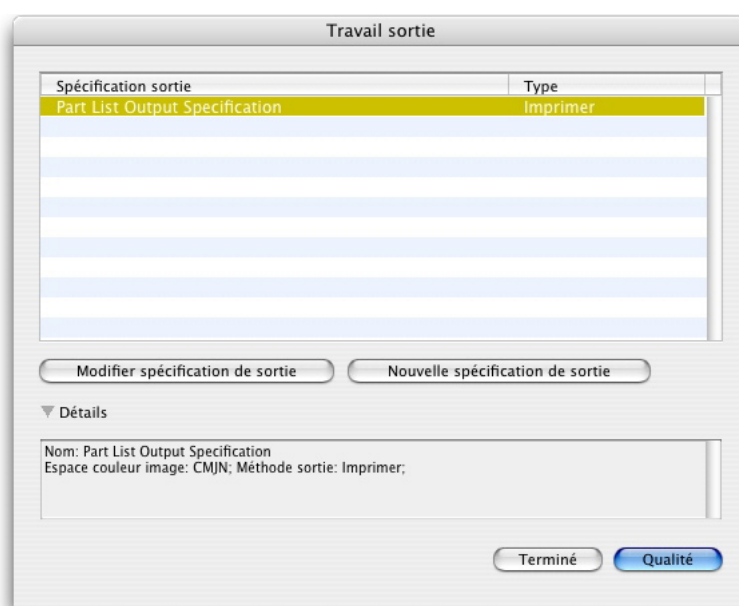 Travail sortie
Spécification sortie Type
Part List Output Specification Imprimer
Modifier spécification de sortie Nouvelle spécification de sortie
Détails
Nom: Part List Output Specification
Espace couleur image: CMJN; Méthode sortie: Imprimer;
Terminé Qualité